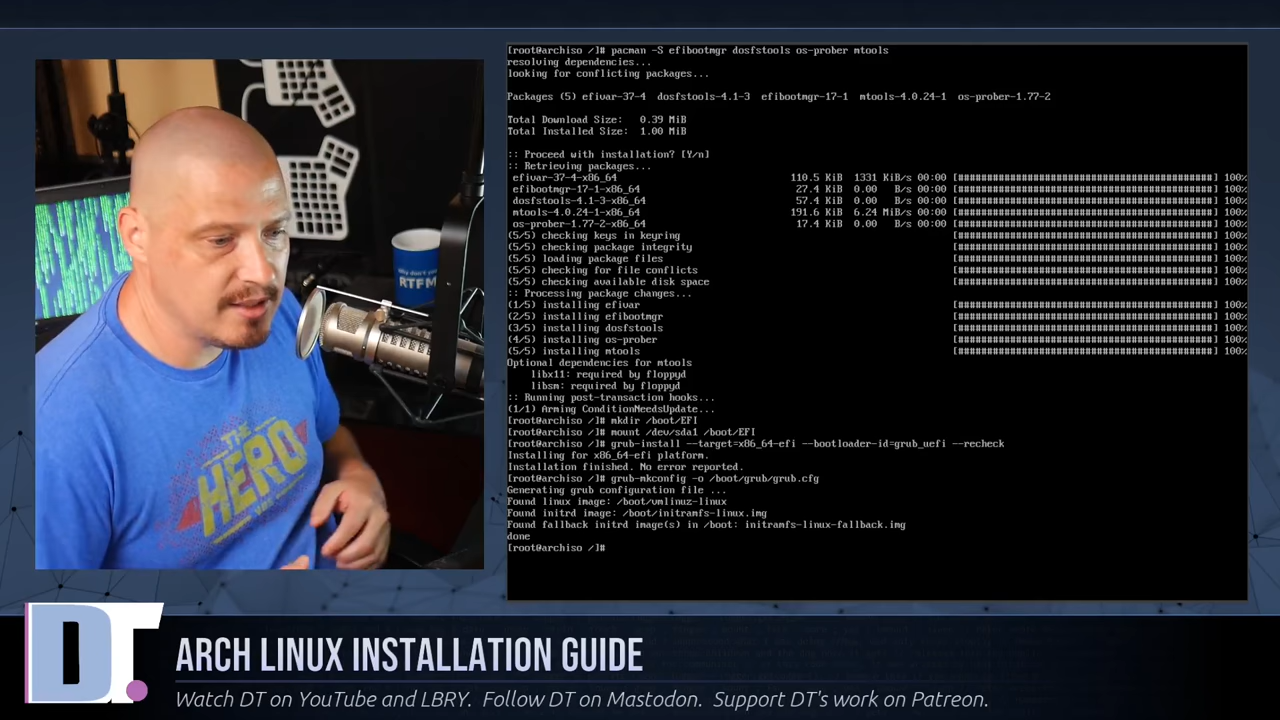 Why don't you
RTFM
THE
HERO
[root@archiso /]# pacman -S efibootmgr dosfstools os-prober mtools
resolving dependencies...
looking for conflicting packages...
Packages (5) efivar-37-4  dosfstools-4.1-3  efibootmgr-17-1  mtools-4.0.24-1  os-prober-1.77-2
Total Download Size:   0.39 MiB
Total Installed Size:  1.00 MiB
:: Proceed with installation? [Y/n]
:: Retrieving packages...
efivar-37-4-x86_64 110.5 KiB 1331 KiB/s 00:00 [######################################] 100%
efibootmgr-17-1-x86_64 27.4 KiB 0.00 B/s 00:00 [######################################] 100%
dosfstools-4.1-3-x86_64 57.4 KiB 0.00 B/s 00:00 [######################################] 100%
mtools-4.0.24-1-x86_64 191.6 KiB 6.24 MiB/s 00:00 [######################################] 100%
os-prober-1.77-2-x86_64 17.4 KiB 0.00 B/s 00:00 [######################################] 100%
(5/5) checking keys in keyring [######################################] 100%
(5/5) checking package integrity [######################################] 100%
(5/5) loading package files [######################################] 100%
(5/5) checking for file conflicts [######################################] 100%
(5/5) checking available disk space [######################################] 100%
:: Processing package changes...
(1/5) installing efivar [######################################] 100%
(2/5) installing efibootmgr [######################################] 100%
(3/5) installing dosfstools [######################################] 100%
(4/5) installing os-prober [######################################] 100%
(5/5) installing mtools [######################################] 100%
Optional dependencies for mtools
libx11: required by floppyd
libsm: required by floppyd
:: Running post-transaction hooks...
(1/1) Arming ConditionNeedsUpdate...
[root@archiso /]# mkdir /boot/EFI
[root@archiso /]# mount /dev/sda1 /boot/EFI
[root@archiso /]# grub-install --target=x86_64-efi --bootloader-id=grub_uefi --recheck
Installing for x86_64-efi platform.
Installation finished. No error reported.
[root@archiso /]# grub-mkconfig -o /boot/grub/grub.cfg
Generating grub configuration file ...
Found linux image: /boot/vmlinuz-linux
Found initrd image: /boot/initramfs-linux.img
Found fallback initrd image(s) in /boot: initramfs-linux-fallback.img
done
[root@archiso /]#
DT.
ARCH LINUX INSTALLATION GUIDE
Watch DT on YouTube and LBRY.  Follow DT on Mastodon.  Support DT's work on Patreon.